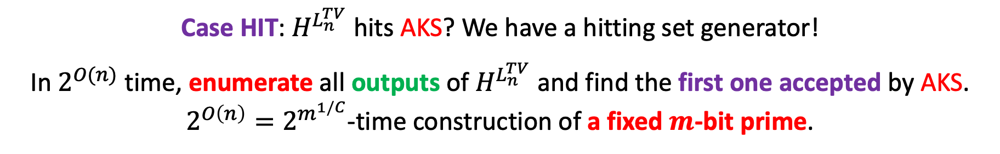 Case HIT: $H^{L_n^{TV}}$ hits AKS? We have a hitting set generator!
In $2^{O(n)}$ time, enumerate all outputs of $H^{L_n^{TV}}$ and find the first one accepted by AKS.
$2^{O(n)} = 2^{m^{1/C}}$-time construction of a fixed $m$-bit prime.